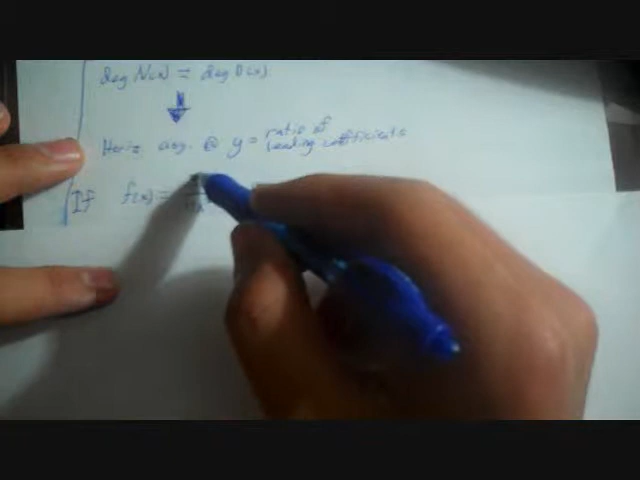 deg N(x) = deg D(x)
Horiz. asy. @ y = ratio of leading coefficients
If f(x) =